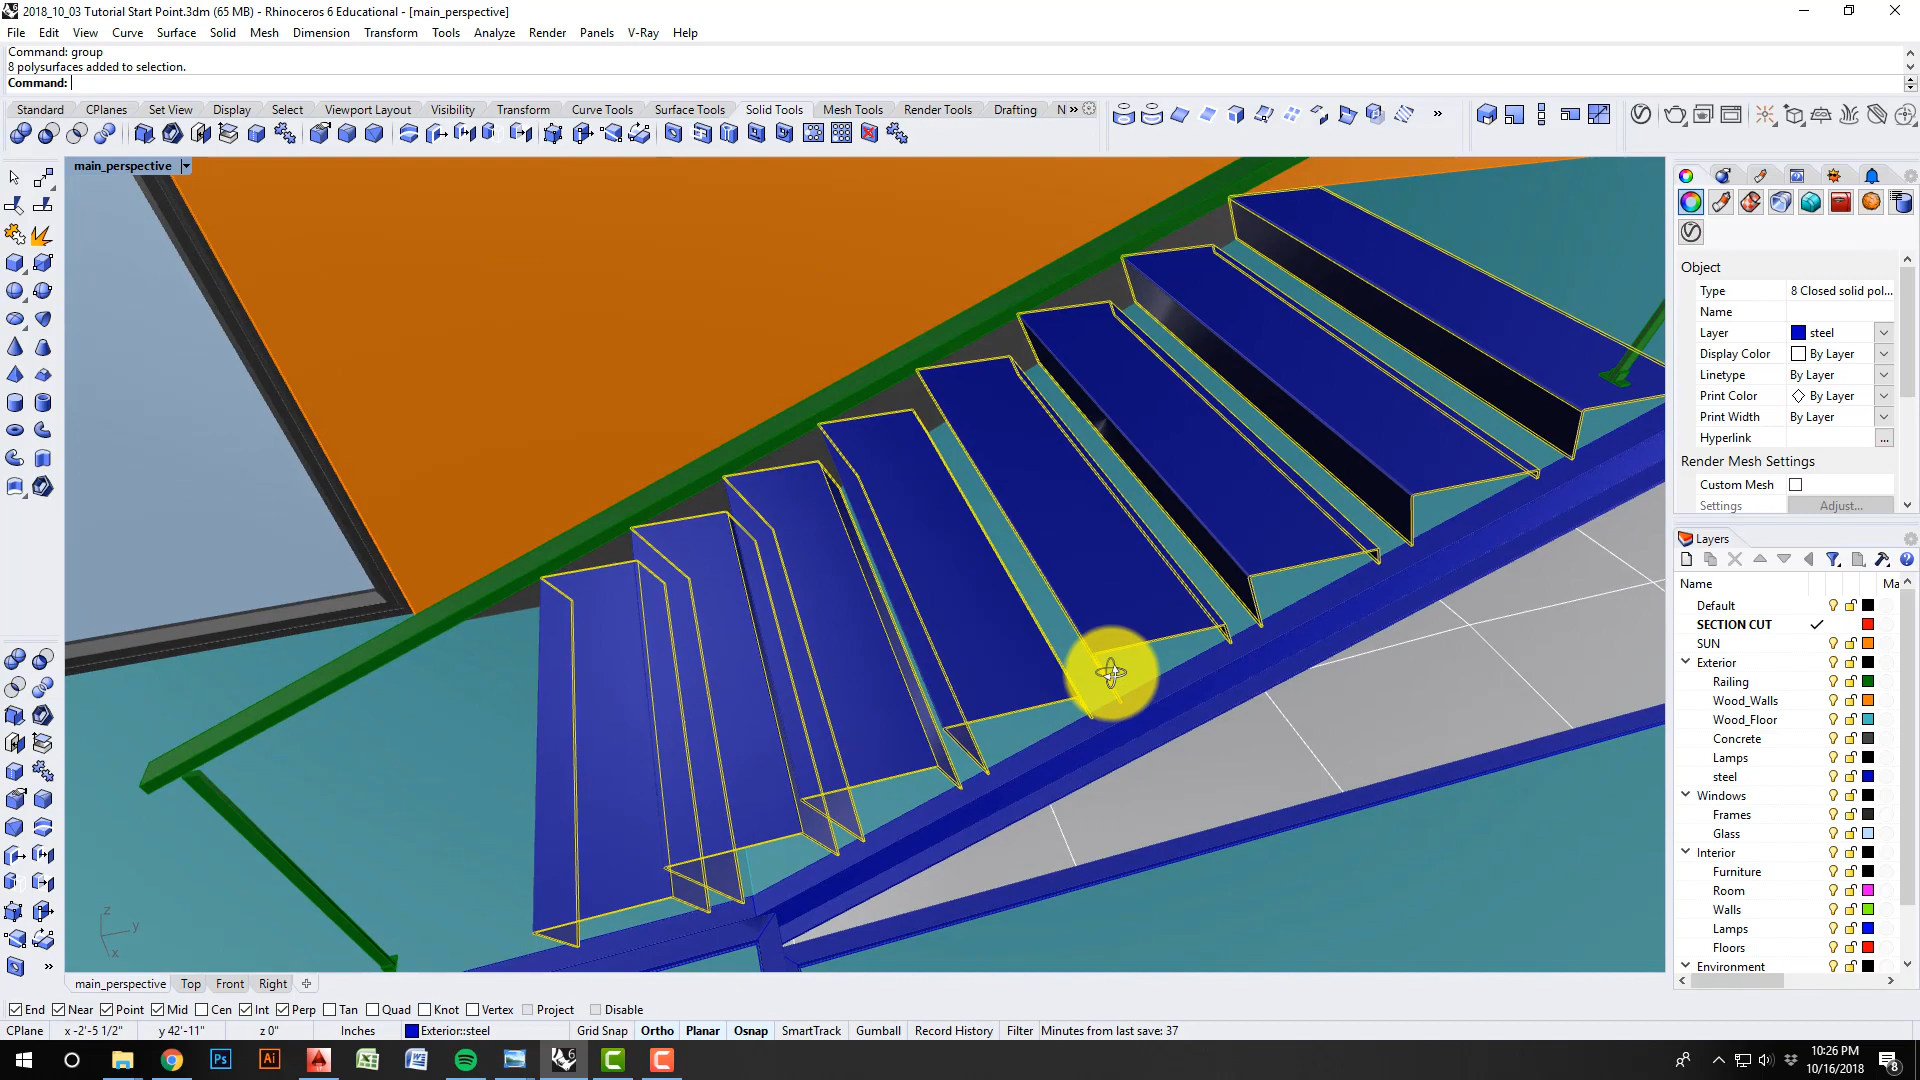 2018_10_03 Tutorial Start Point.3dm (65 MB) - Rhinoceros 6 Educational - [main_perspective]
File Edit View Curve Surface Solid Mesh Dimension Transform Tools Analyze Render Panels V-Ray Help
Command: group
8 polysurfaces added to selection.
Command:
Standard CPlanes Set View Display Select Viewport Layout Visibility Transform Curve Tools Surface Tools Solid Tools Mesh Tools Render Tools Drafting N »
main_perspective
Object
Type 8 Closed solid pol...
Name
Layer steel
Display Color By Layer
Linetype By Layer
Print Color By Layer
Print Width By Layer
Hyperlink ...
Render Mesh Settings
Custom Mesh
Settings Adjust...
Layers
Name Ma
Default
SECTION CUT
SUN
Exterior
Railing
Wood_Walls
Wood_Floor
Concrete
Lamps
steel
Windows
Frames
Glass
Interior
Furniture
Room
Walls
Lamps
Floors
Environment
z
y
x
main_perspective Top Front Right
End Near Point Mid Cen Int Perp Tan Quad Knot Vertex Project Disable
CPlane x -2'-5 1/2" y 42'-11" z 0" Inches Exterior::steel Grid Snap Ortho Planar Osnap SmartTrack Gumball Record History Filter Minutes from last save: 37
Ps Ai 6 C C
10:26 PM
10/16/2018
8